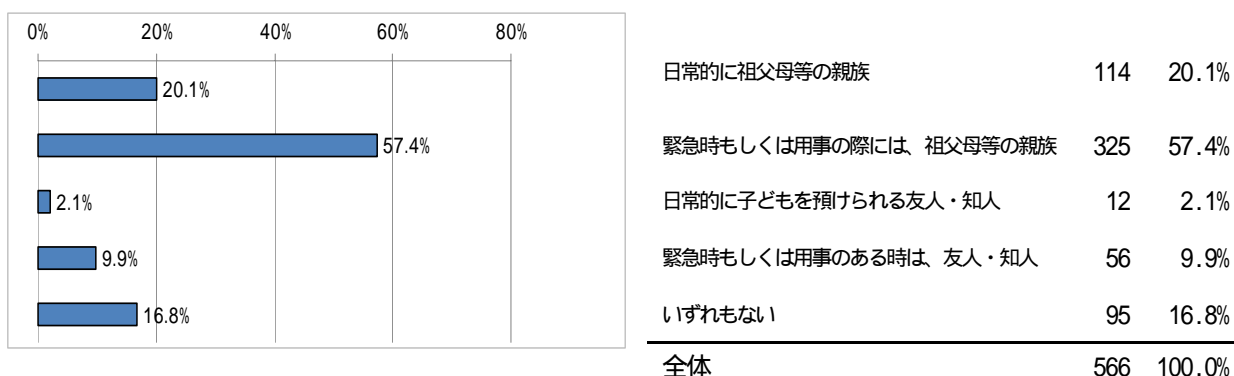 0% 20% 40% 60% 80%
20.1%
57.4%
2.1%
9.9%
16.8%
日常的に祖父母等の親族 114 20.1%
緊急時もしくは用事の際には、祖父母等の親族 325 57.4%
日常的に子どもを預けられる友人・知人 12 2.1%
緊急時もしくは用事のある時は、友人・知人 56 9.9%
いずれもない 95 16.8%
全体 566 100.0%